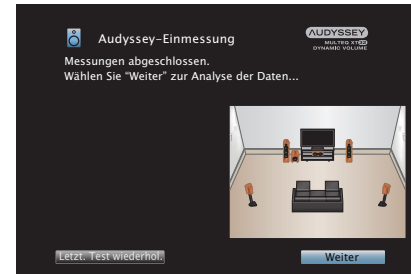 Audyssey-Einmessung
AUDYSSEY
MULTEQ XT32
DYNAMIC VOLUME
Messungen abgeschlossen.
Wählen Sie “Weiter” zur Analyse der Daten...
Letzt. Test wiederhol.
Weiter